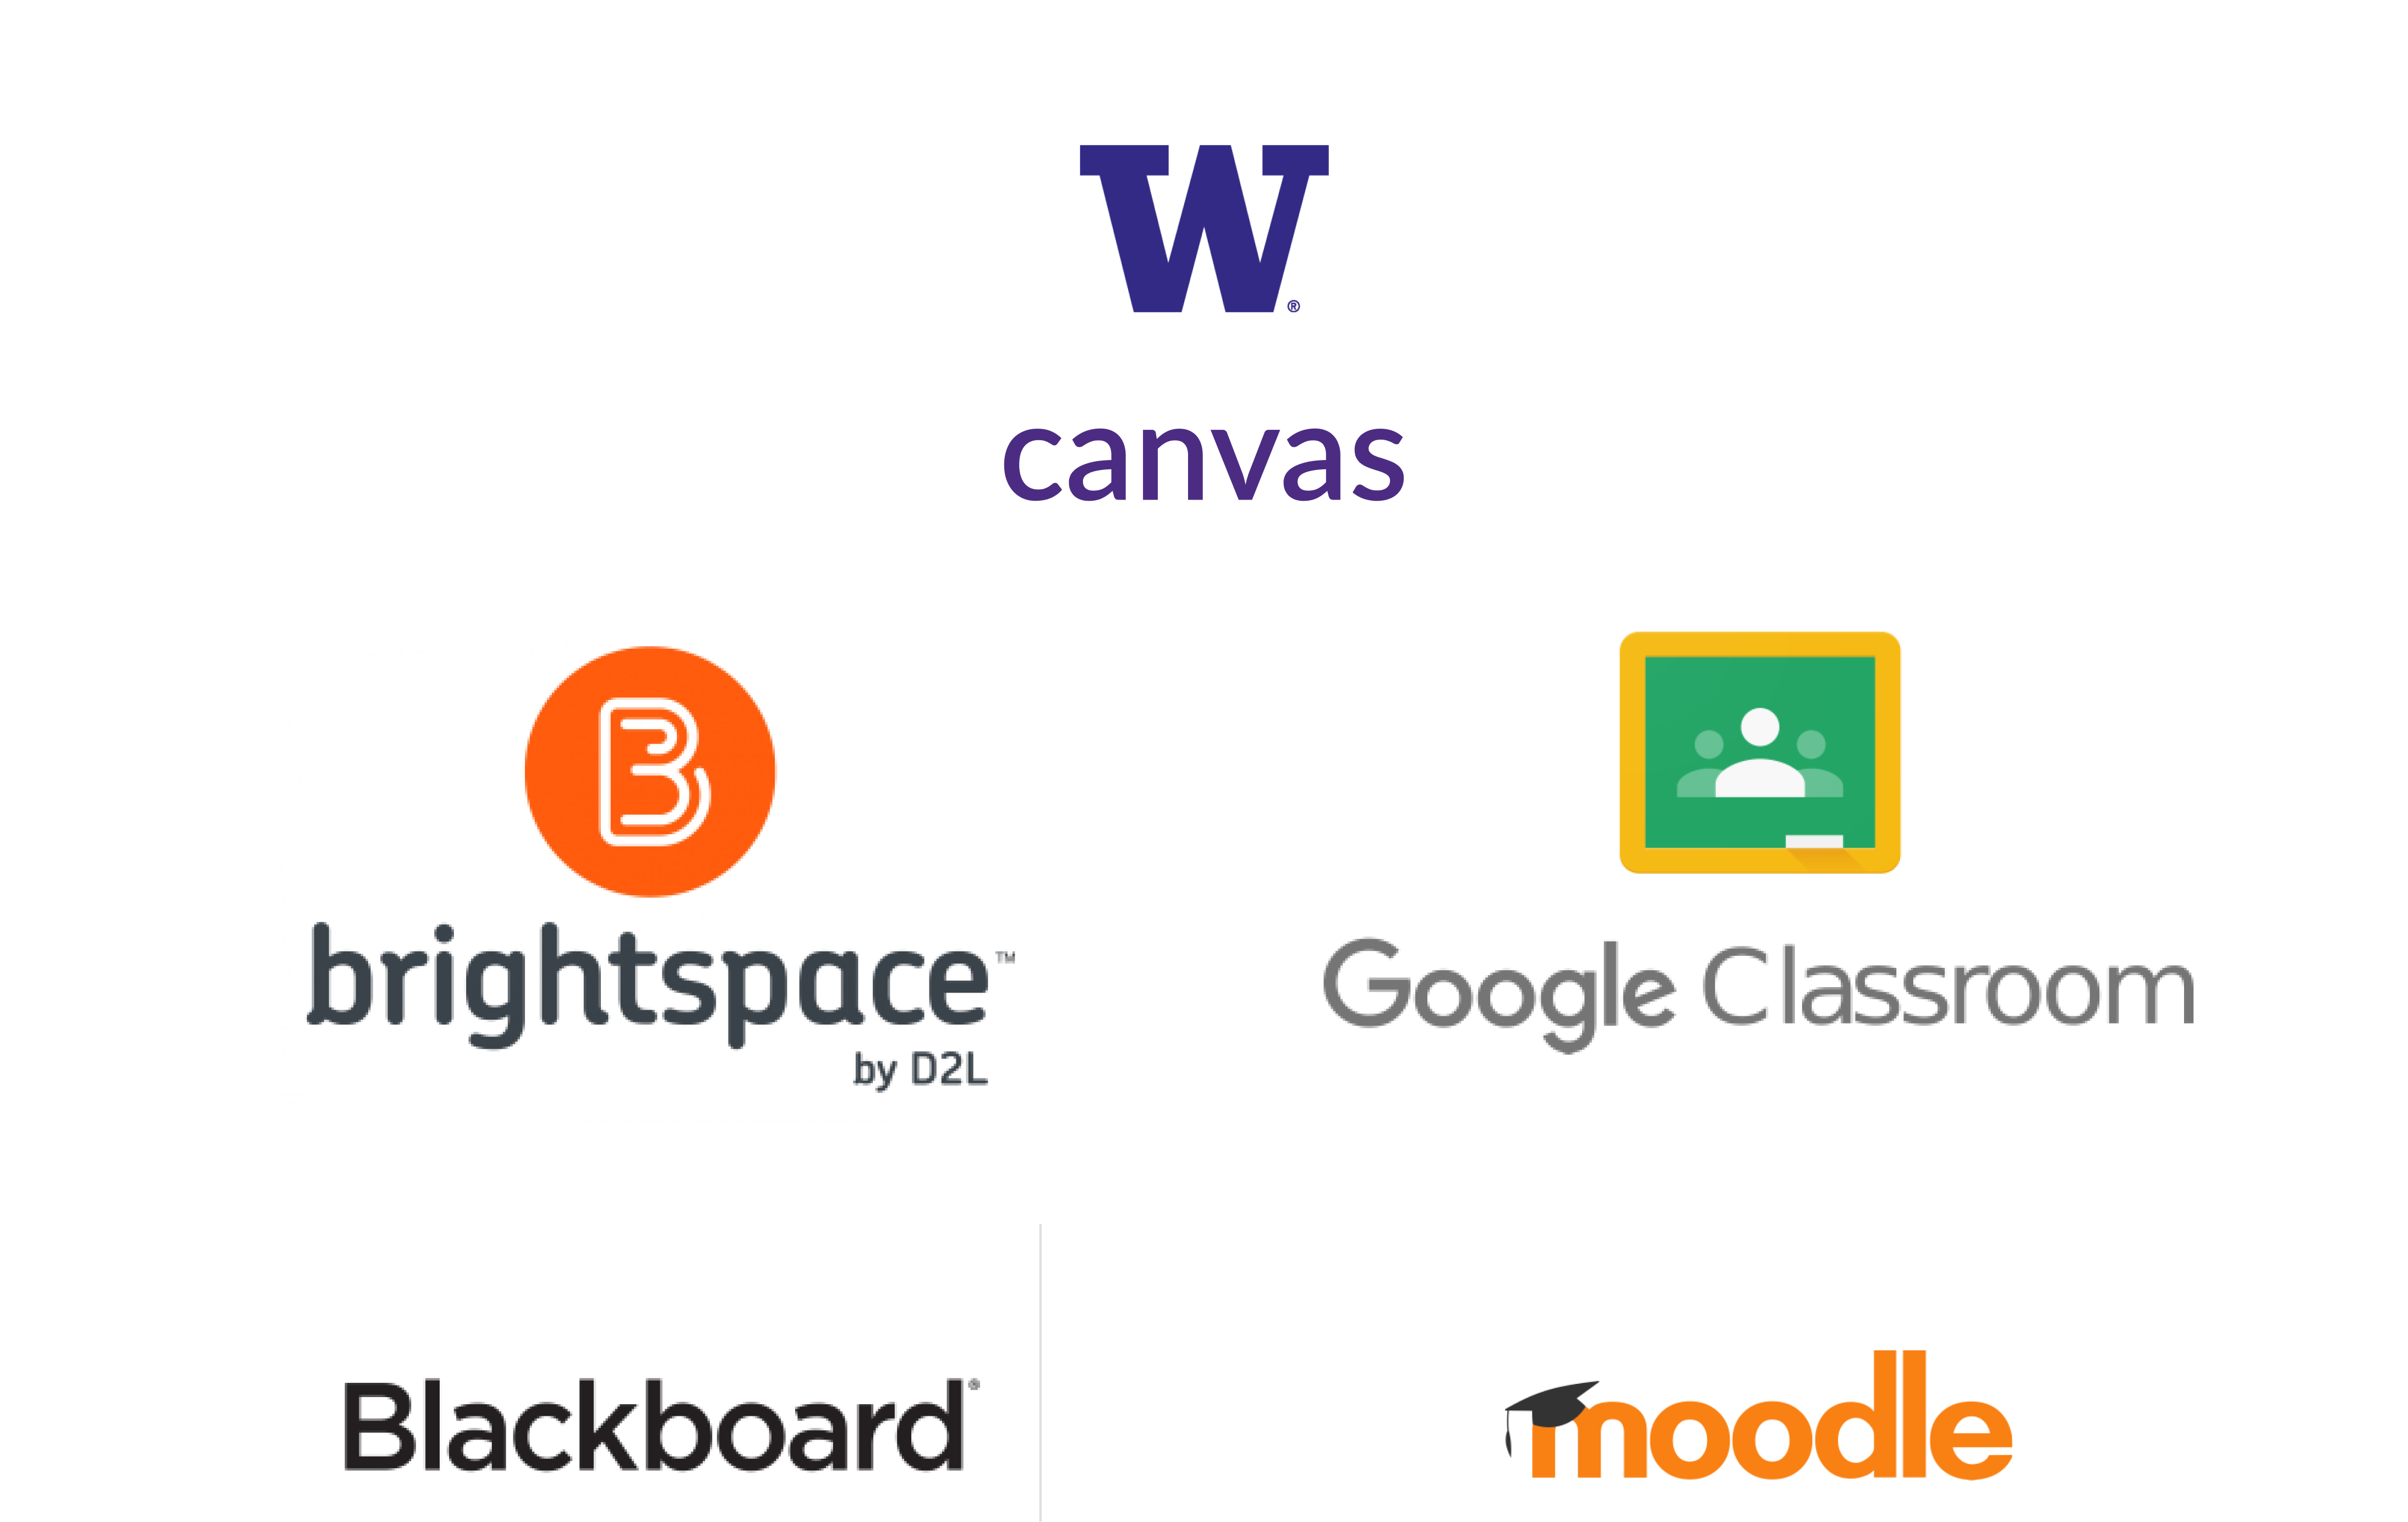 W®
canvas
B
brightspace™
by D2L
Google Classroom
Blackboard®
moodle